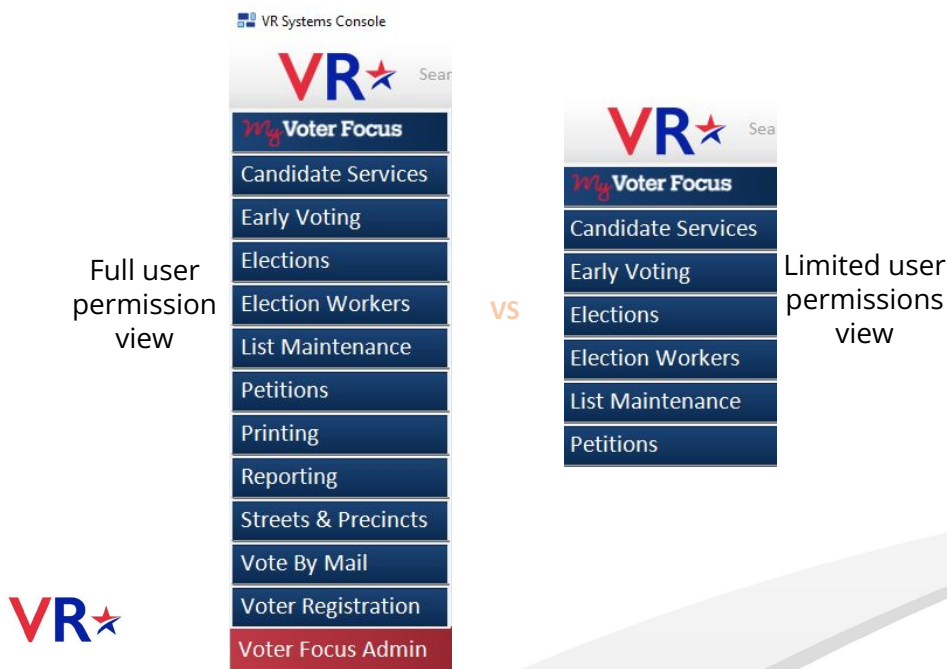 VR Systems Console
VR
Sear
My Voter Focus
Candidate Services
Early Voting
Elections
Election Workers
List Maintenance
Petitions
Printing
Reporting
Streets & Precincts
Vote By Mail
Voter Registration
Voter Focus Admin
Full user
permission
view
VS
VR
Sea
My Voter Focus
Candidate Services
Early Voting
Elections
Election Workers
List Maintenance
Petitions
Limited user
permissions
view
VR